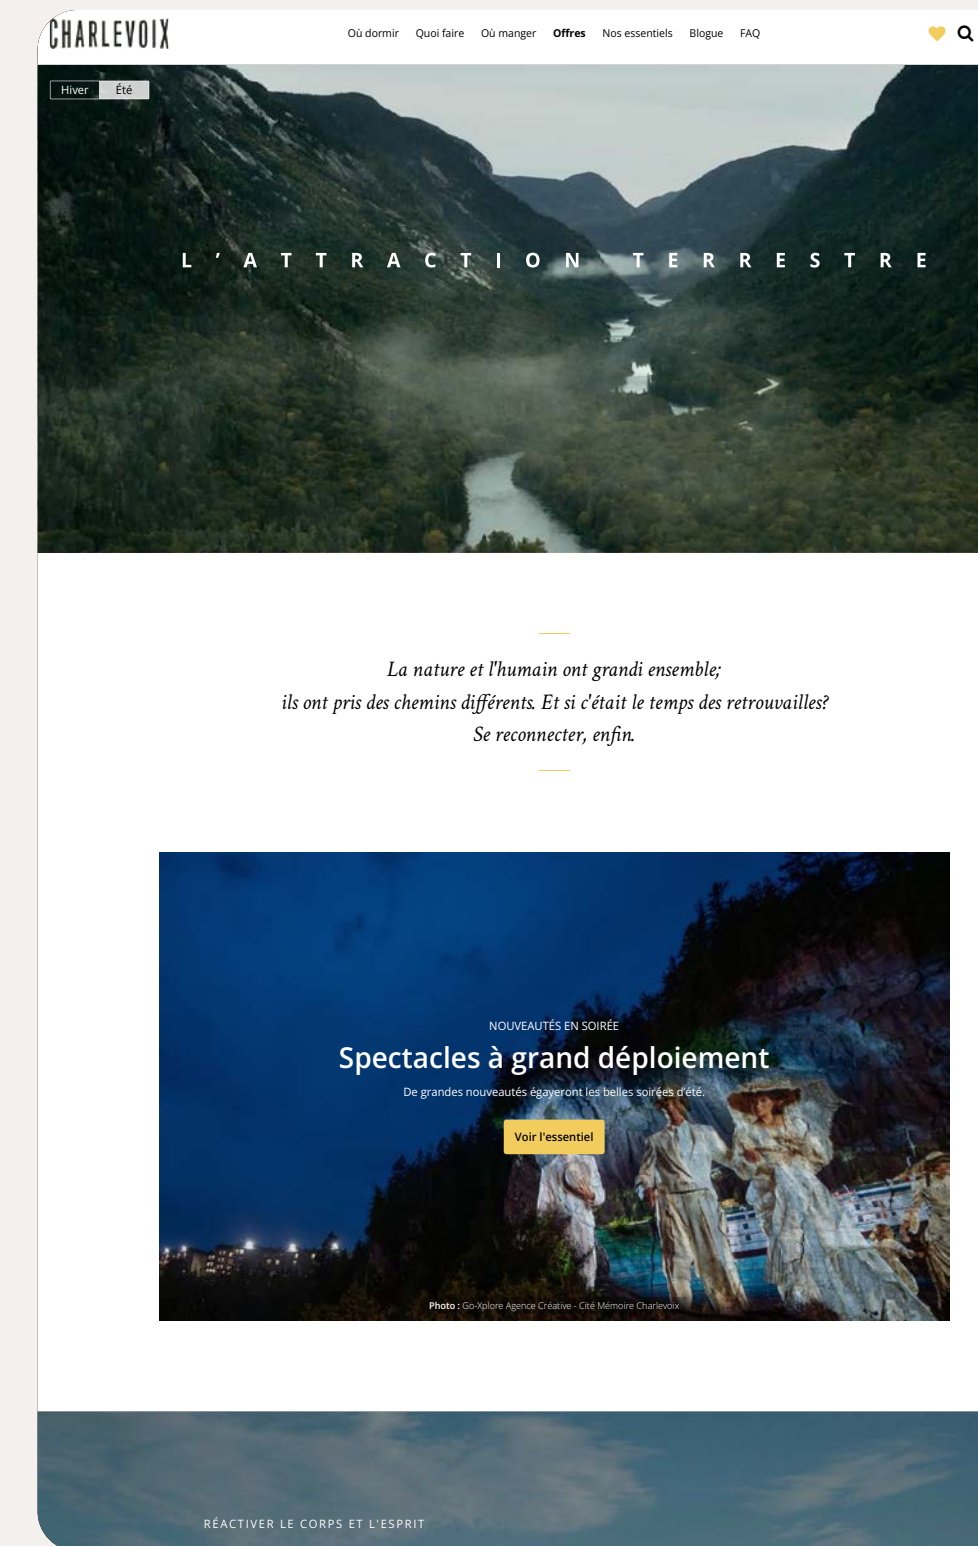 CHARLEVOIX
Où dormir Quoi faire Où manger Offres Nos essentiels Blogue FAQ
Hiver Été
L'ATTRACTION TERRESTRE
La nature et l'humain ont grandi ensemble;
ils ont pris des chemins différents. Et si c'était le temps des retrouvailles?
Se reconnecter, enfin.
NOUVEAUTÉS EN SOIRÉE
Spectacles à grand déploiement
De grandes nouveautés égayeront les belles soirées d'été.
Voir l'essentiel
Photo : Go-Xplore Agence Créative - Cité Mémoire Charlevoix
RÉACTIVER LE CORPS ET L'ESPRIT